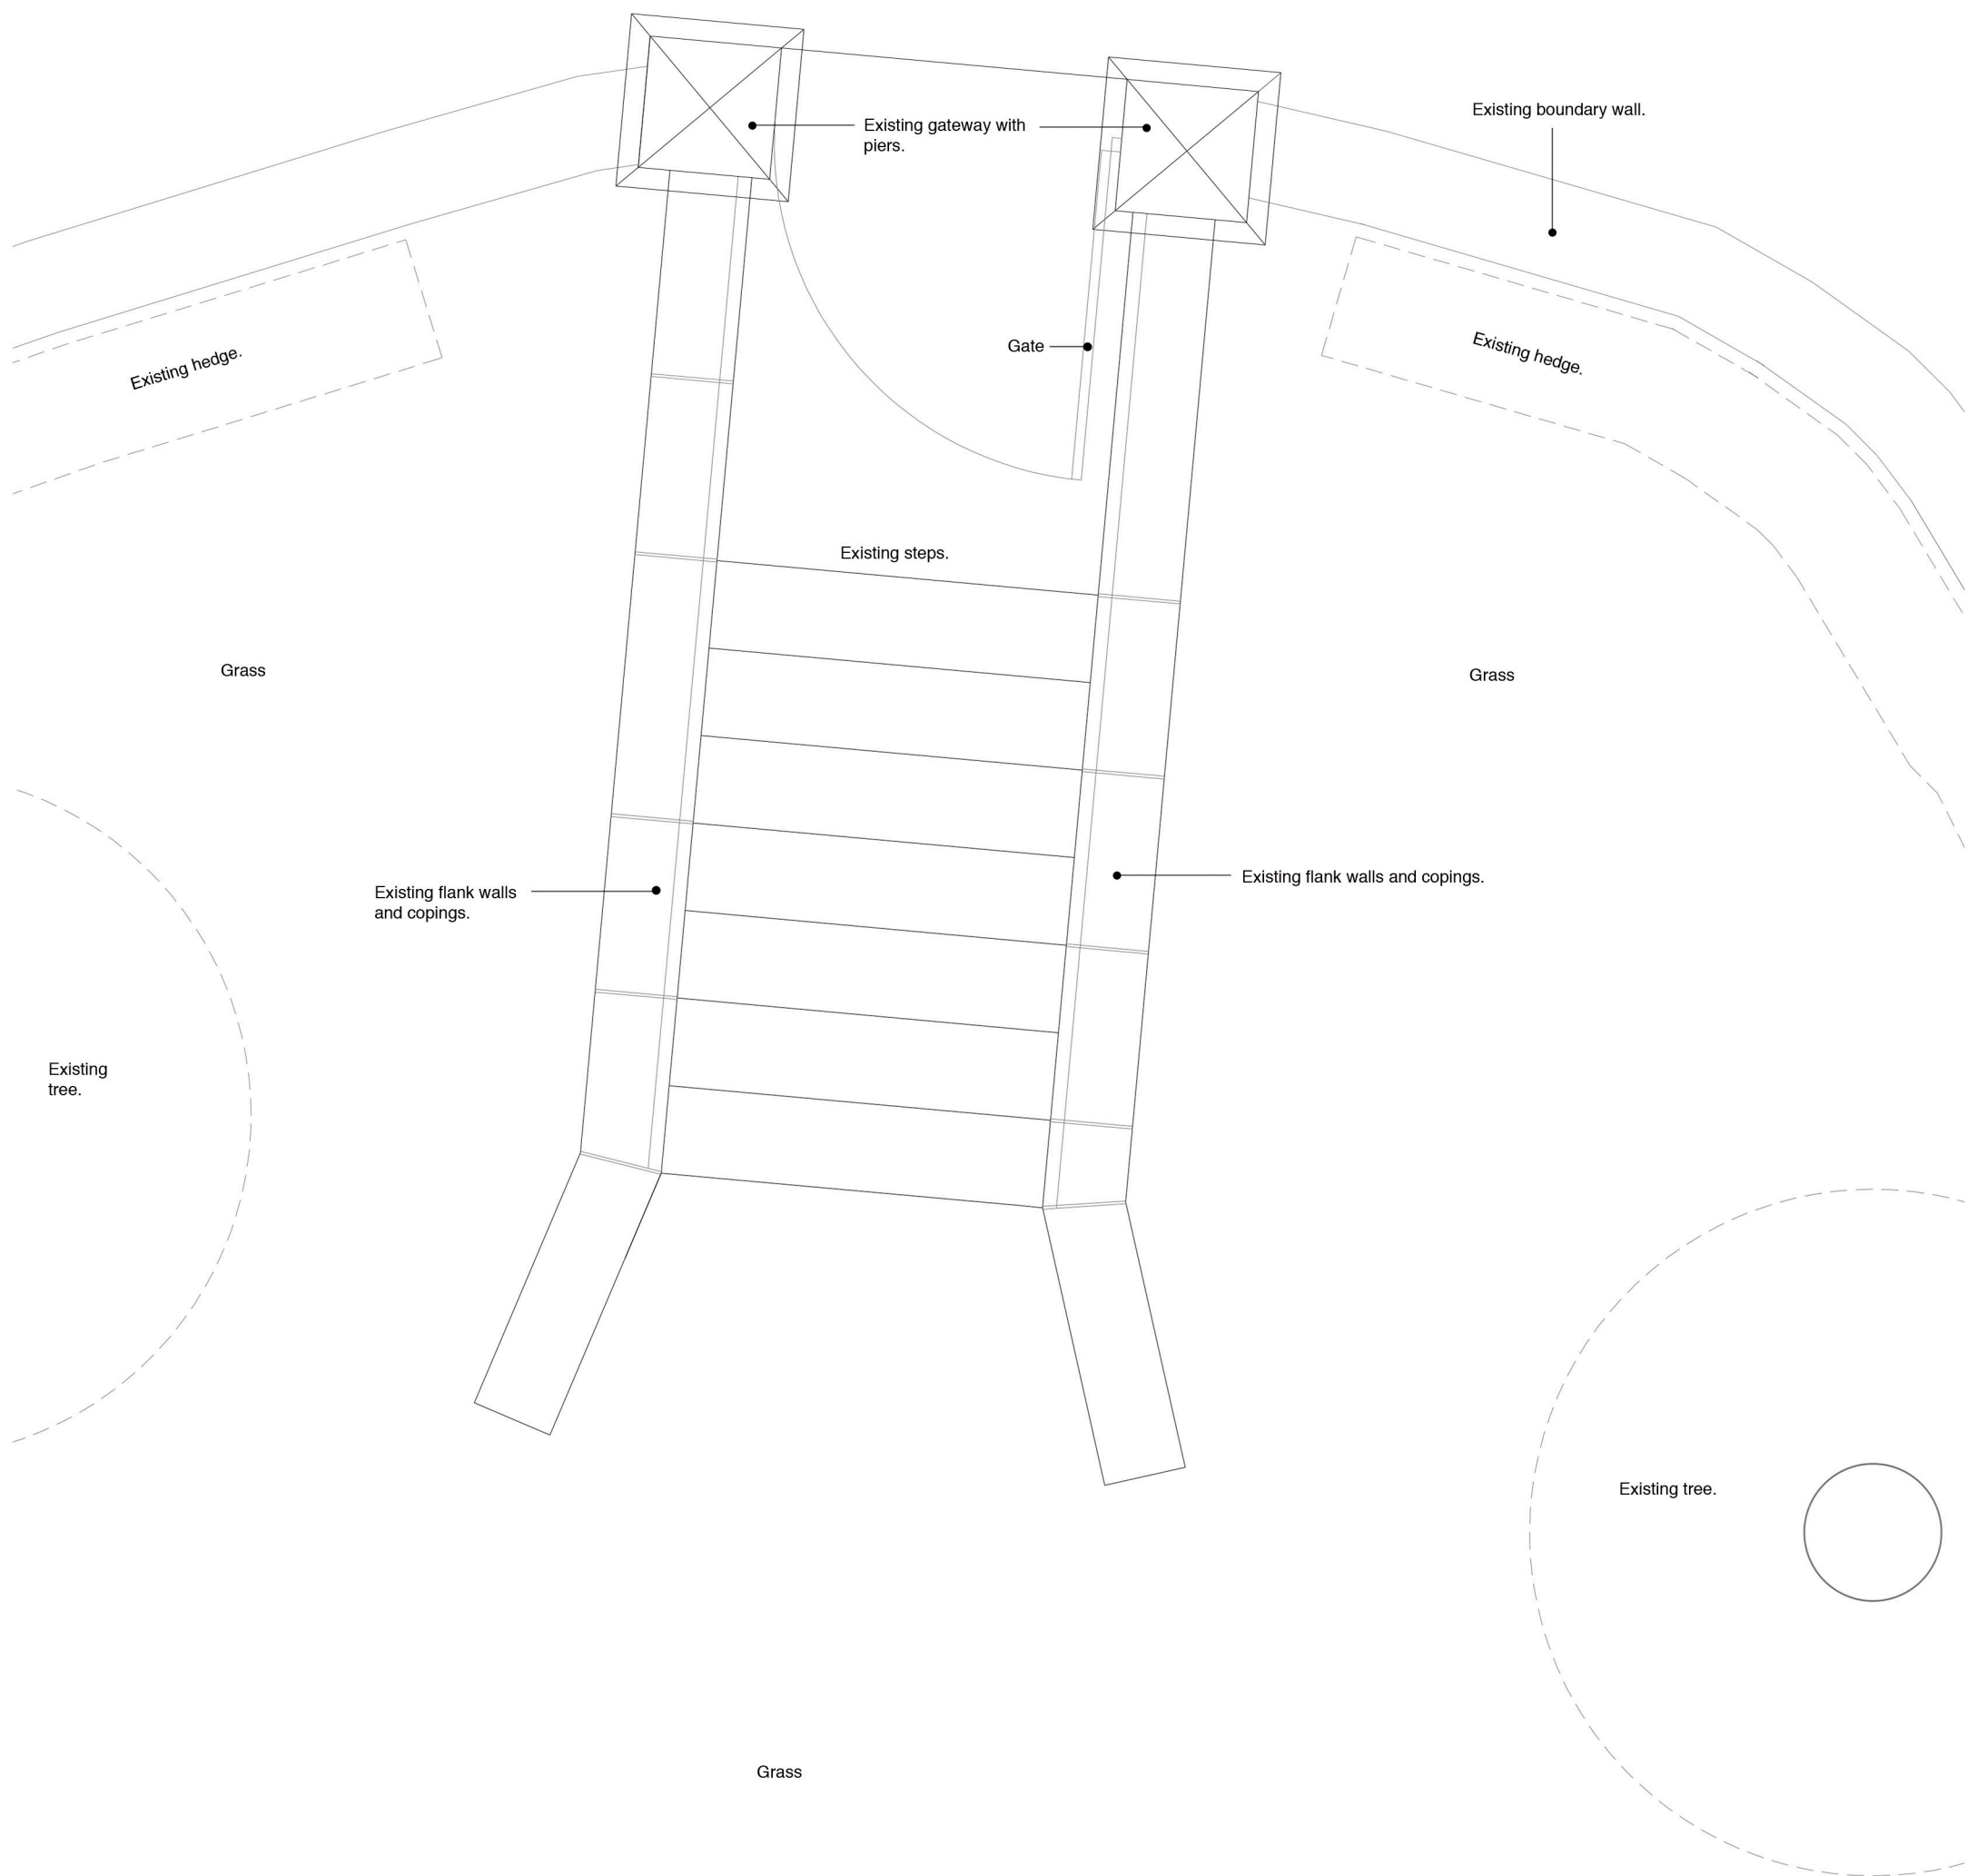 Existing boundary wall.
Existing gateway with
piers.
Gate
Existing hedge.
Existing hedge.
Existing steps.
Grass
Grass
Existing flank walls
and copings.
Existing flank walls and copings.
Existing
tree.
Existing tree.
Grass